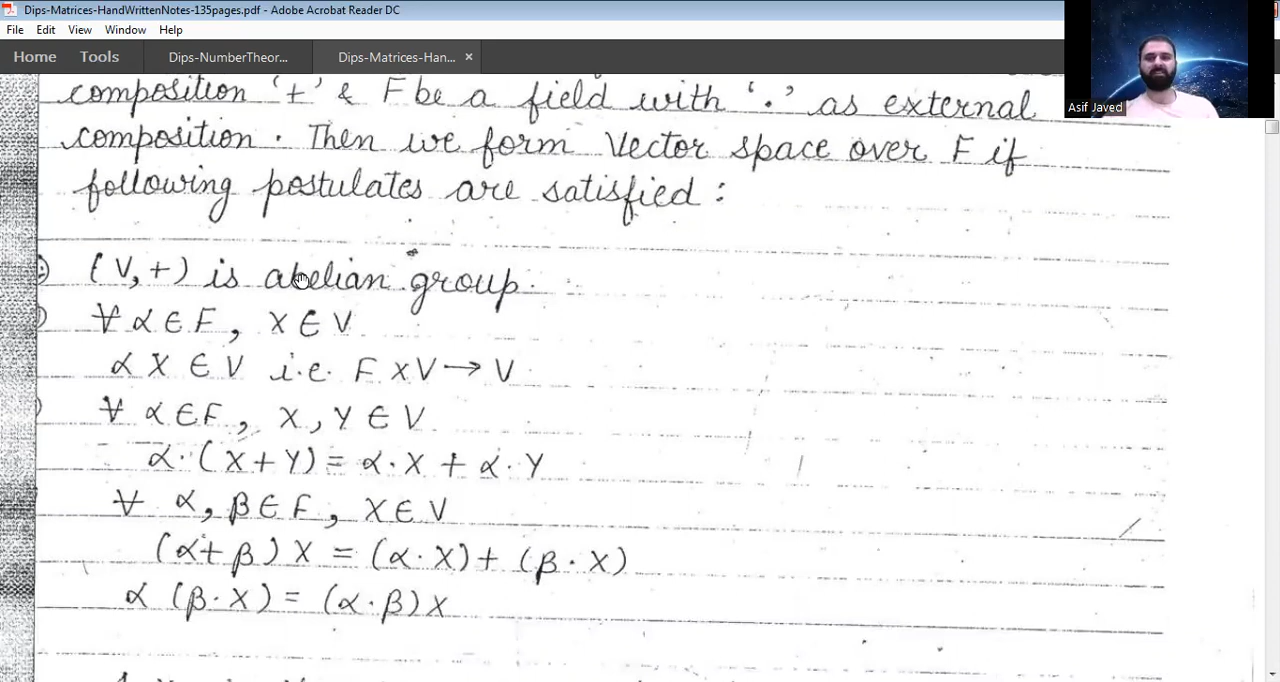 Dips-Matrices-HandWrittenNotes-135pages.pdf - Adobe Acrobat Reader DC
File Edit View Window Help
Home Tools Dips-NumberTheor... Dips-Matrices-Han... ×
Asif Javed
composition '+' & F be a field with '.' as external
composition. Then we form Vector space over F if
following postulates are satisfied :
(V, +) is abelian group.
∀ α ∈ F, X ∈ V
α X ∈ V i.e. F × V → V
∀ α ∈ F, X, Y ∈ V
α·(X+Y) = α·X + α·Y
∀ α, β ∈ F, X ∈ V
(α+β) X = (α·X) + (β·X)
α (β·X) = (α·β)X